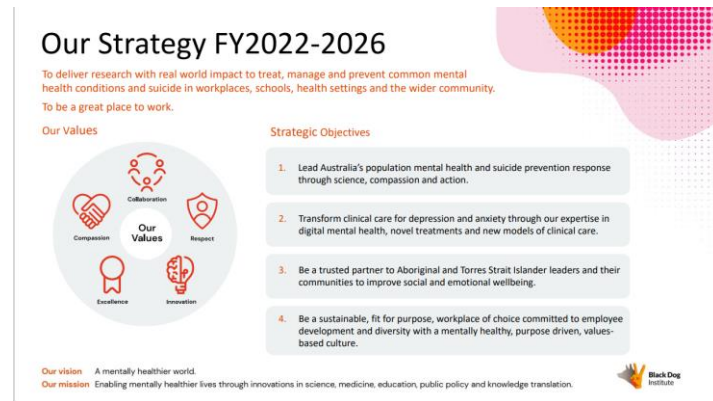 Our Strategy FY2022-2026
To deliver research with real world impact to treat, manage and prevent common mental
health conditions and suicide in workplaces, schools, health settings and the wider community.
To be a great place to work.
Our Values
Collaboration
Compassion
Our
Values
Respect
Excellence
Innovation
Strategic Objectives
1. Lead Australia's population mental health and suicide prevention response
through science, compassion and action.
2. Transform clinical care for depression and anxiety through our expertise in
digital mental health, novel treatments and new models of clinical care.
3. Be a trusted partner to Aboriginal and Torres Strait Islander leaders and their
communities to improve social and emotional wellbeing.
4. Be a sustainable, fit for purpose, workplace of choice committed to employee
development and diversity with a mentally healthy, purpose driven, values-
based culture.
Our vision A mentally healthier world.
Our mission Enabling mentally healthier lives through innovations in science, medicine, education, public policy and knowledge translation.
Black Dog
Institute